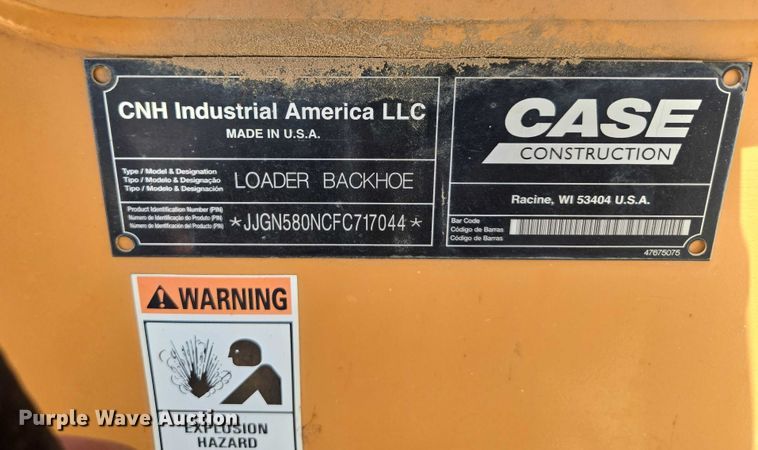 CNH Industrial America LLC
MADE IN U.S.A.
Type / Model & Designation
Tipo / Modelo & Designação
Tipo / Modelo & Designación
LOADER BACKHOE
Product Identification Number (PIN)
Número de Identificação do Produto (PIN)
Número de Identificación del Producto (PIN)
*JJGN580NCFC717044*
CASE
CONSTRUCTION
Racine, WI 53404 U.S.A.
Bar Code
Código de Barras
Código de Barras
47675075
WARNING
EXPLOSION
HAZARD
Purple Wave Auction